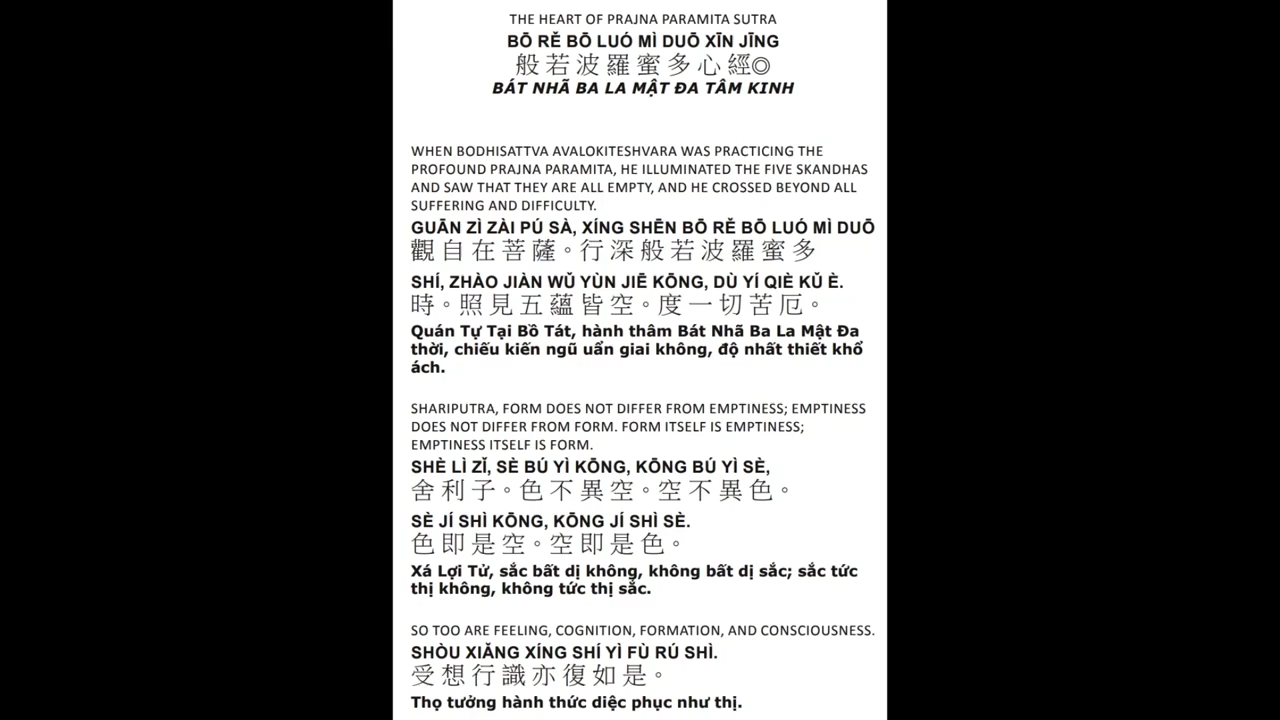 THE HEART OF PRAJNA PARAMITA SUTRA
BŌ RĚ BŌ LUÓ MÌ DUŌ XĪN JĪNG
般若波羅蜜多心經◎
BÁT NHÃ BA LA MẬT ĐA TÂM KINH
WHEN BODHISATTVA AVALOKITESHVARA WAS PRACTICING THE
PROFOUND PRAJNA PARAMITA, HE ILLUMINATED THE FIVE SKANDHAS
AND SAW THAT THEY ARE ALL EMPTY, AND HE CROSSED BEYOND ALL
SUFFERING AND DIFFICULTY.
GUĀN ZÌ ZÀI PÚ SÀ, XÍNG SHĒN BŌ RĚ BŌ LUÓ MÌ DUŌ
觀自在菩薩。行深般若波羅蜜多
SHÍ, ZHÀO JIÀN WǓ YÙN JIĒ KŌNG, DÙ YÍ QIÈ KǓ È.
時。照見五蘊皆空。度一切苦厄。
Quán Tự Tại Bồ Tát, hành thâm Bát Nhã Ba La Mật Đa
thời, chiếu kiến ngũ uẩn giai không, độ nhất thiết khổ
ách.
SHARIPUTRA, FORM DOES NOT DIFFER FROM EMPTINESS; EMPTINESS
DOES NOT DIFFER FROM FORM. FORM ITSELF IS EMPTINESS;
EMPTINESS ITSELF IS FORM.
SHÈ LÌ ZǏ, SÈ BÚ YÌ KŌNG, KŌNG BÚ YÌ SÈ,
舍利子。色不異空。空不異色。
SÈ JÍ SHÌ KŌNG, KŌNG JÍ SHÌ SÈ.
色即是空。空即是色。
Xá Lợi Tử, sắc bất dị không, không bất dị sắc; sắc tức
thị không, không tức thị sắc.
SO TOO ARE FEELING, COGNITION, FORMATION, AND CONSCIOUSNESS.
SHÒU XIĂNG XÍNG SHÍ YÌ FÙ RÚ SHÌ.
受想行識亦復如是。
Thọ tưởng hành thức diệc phục như thị.